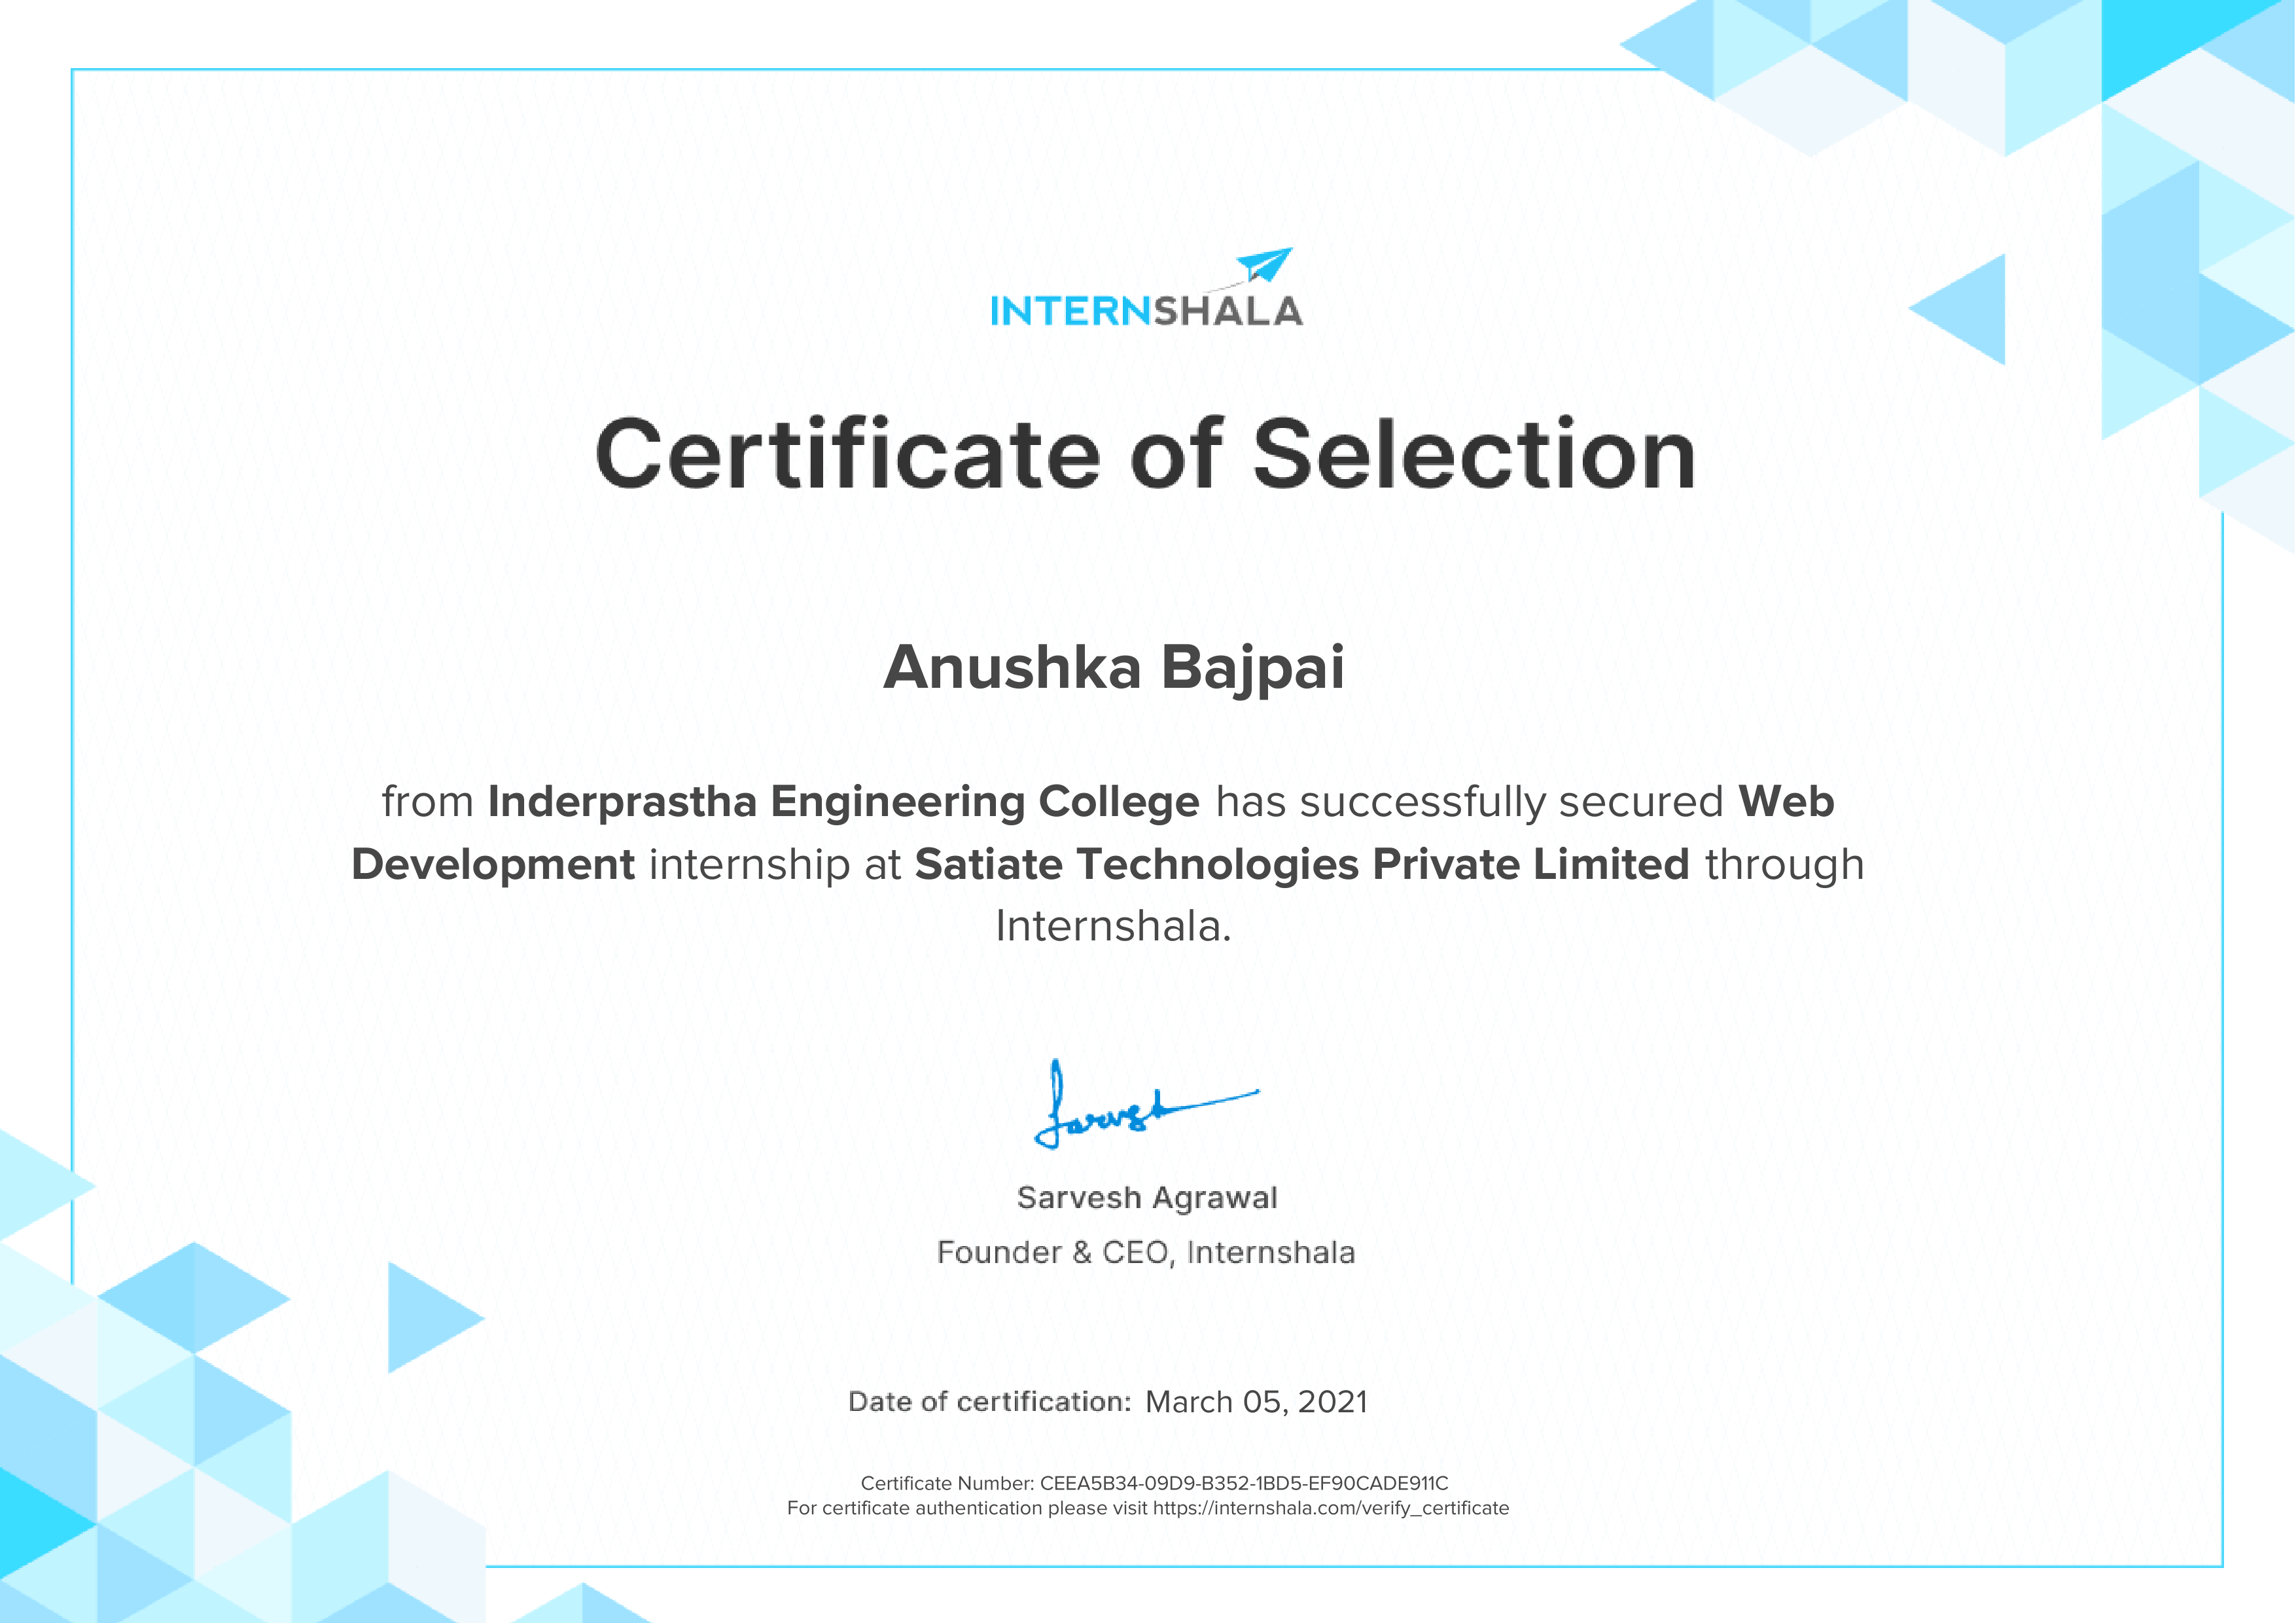 INTERNSHALA
Certificate of Selection
Anushka Bajpai
from Inderprastha Engineering College has successfully secured Web
Development internship at Satiate Technologies Private Limited through
Internshala.
Sarvesh
Sarvesh Agrawal
Founder & CEO, Internshala
Date of certification: March 05, 2021
Certificate Number: CEEA5B34-09D9-B352-1BD5-EF90CADE911C
For certificate authentication please visit https://internshala.com/verify_certificate